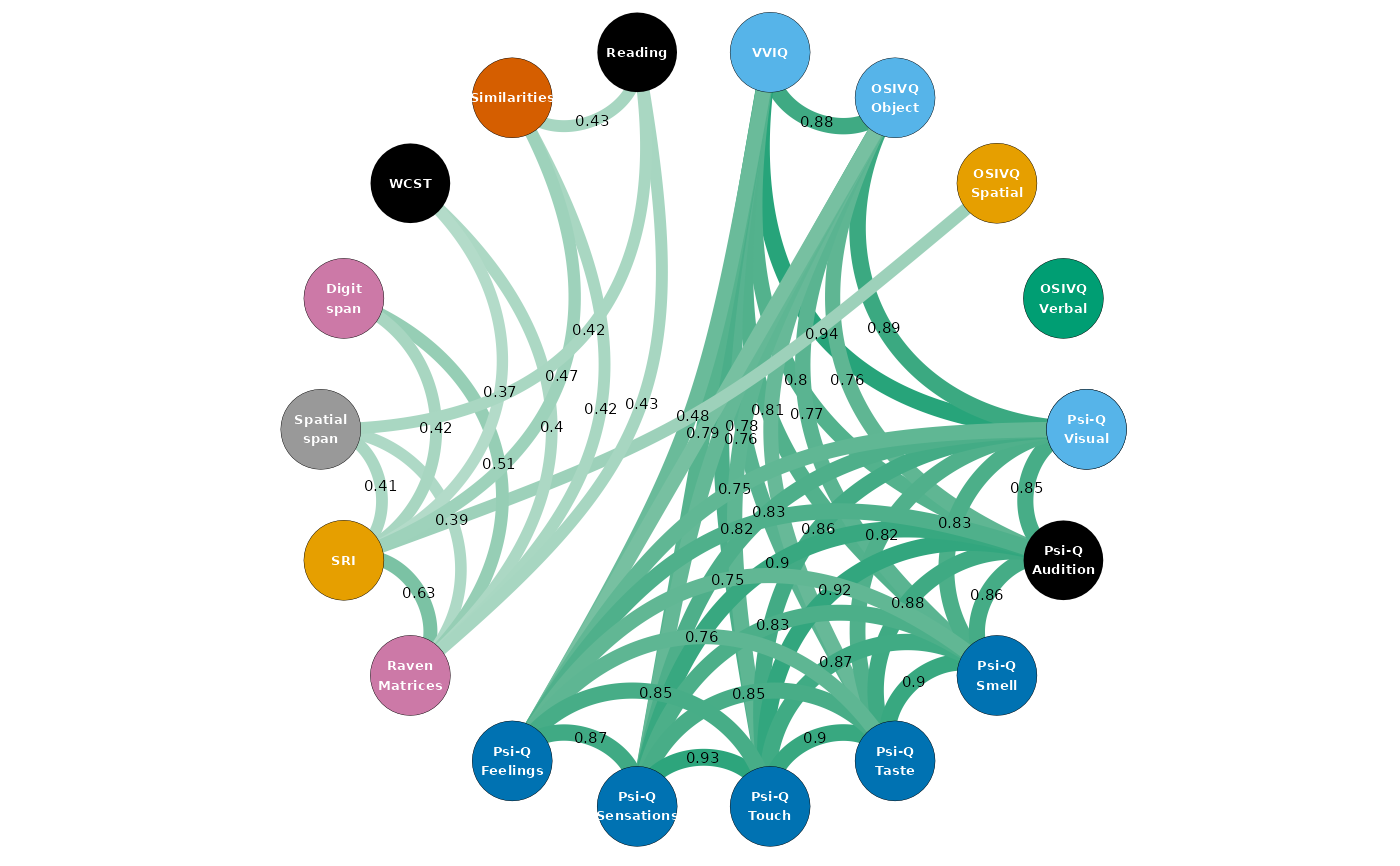 Reading
VVIQ
Similarities
OSIVQ
Object
0.43
0.88
WCST
OSIVQ
Spatial
Digit
span
OSIVQ
Verbal
0.42
0.94
0.89
0.37
0.47
0.8
0.76
0.42
0.43
0.48
0.81
0.77
Spatial
span
0.42
0.4
0.79
0.78
0.76
Psi-Q
Visual
0.51
0.41
0.75
0.85
0.39
0.83
0.82
0.86
0.82
0.83
SRI
0.9
Psi-Q
Audition
0.63
0.75
0.92
0.88
0.86
0.76
0.83
0.87
Raven
Matrices
0.85
0.85
0.9
Psi-Q
Smell
0.87
0.93
0.9
Psi-Q
Feelings
Psi-Q
Taste
Psi-Q
Sensations
Psi-Q
Touch